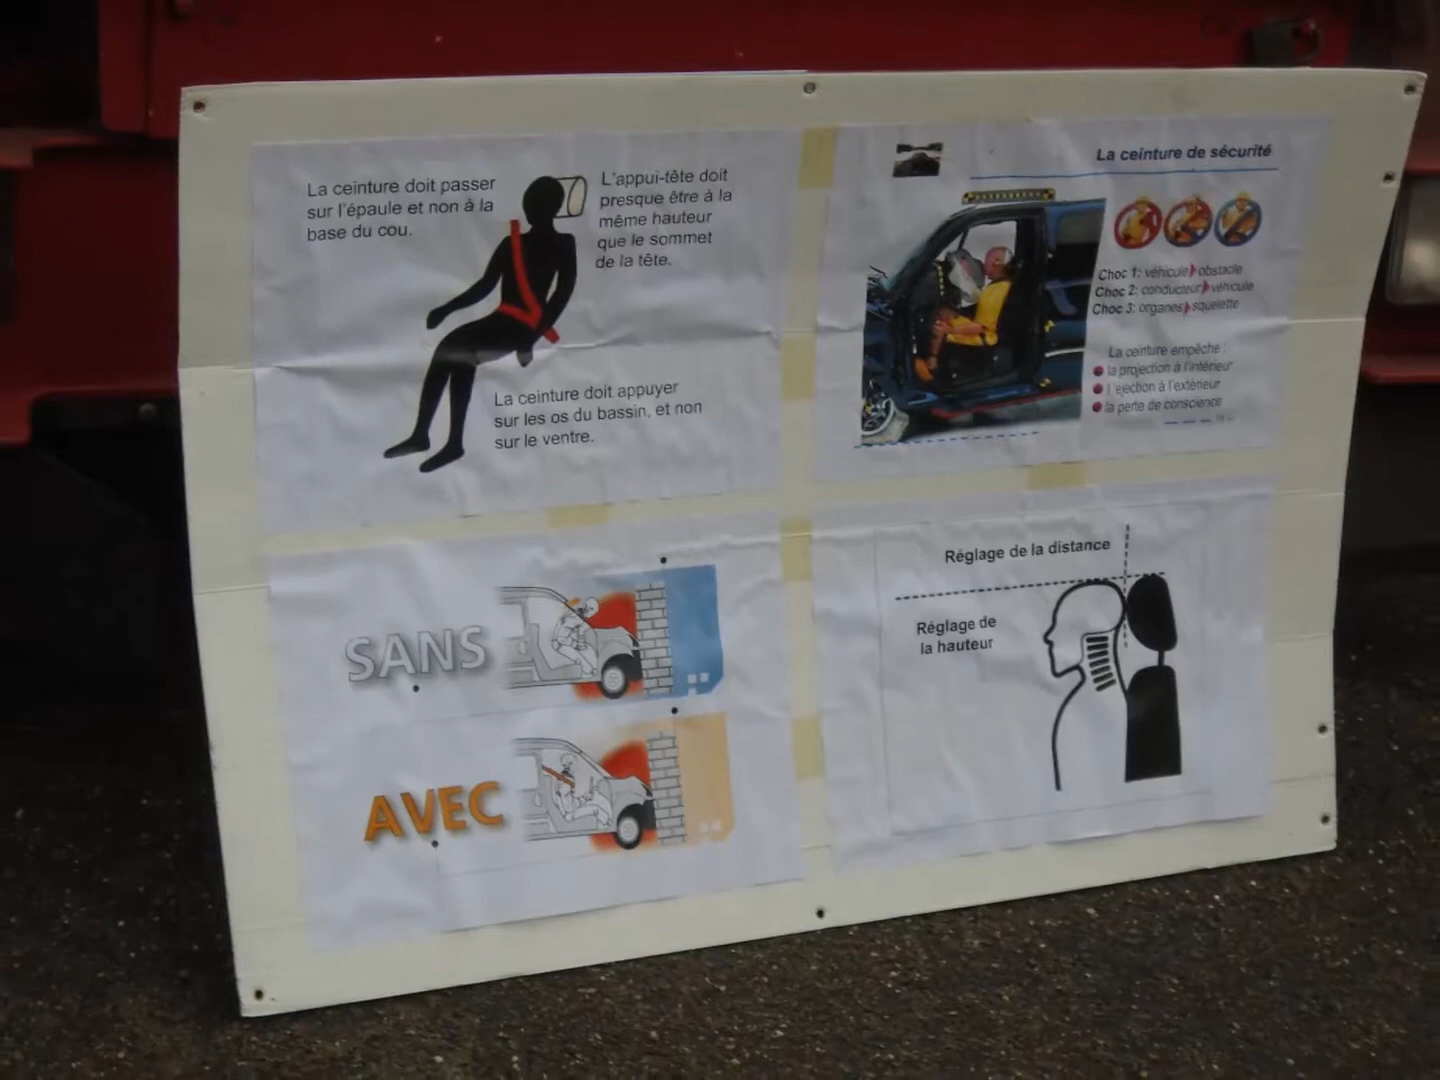 La ceinture doit passer
sur l'épaule et non à la
base du cou.
L'appui-tête doit
presque être à la
même hauteur
que le sommet
de la tête.
La ceinture doit appuyer
sur les os du bassin, et non
sur le ventre.
La ceinture de sécurité
Choc 1: véhicule obstacle
Choc 2: conducteur véhicule
Choc 3: organes squelette
La ceinture empêche :
la projection à l'intérieur
l'éjection à l'extérieur
la perte de conscience
SANS
AVEC
Réglage de la distance
Réglage de
la hauteur